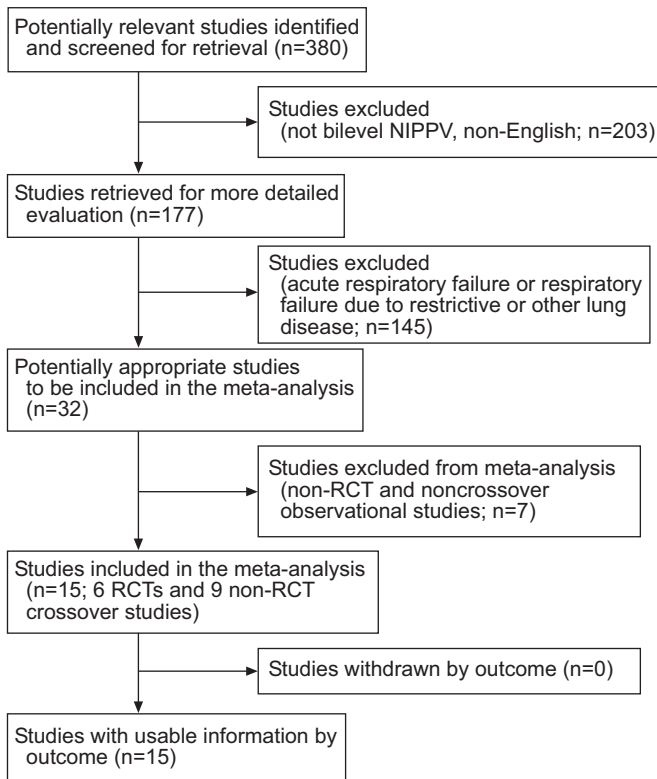 Potentially relevant studies identified
and screened for retrieval (n=380)
Studies excluded
(not bilevel NIPPV, non-English; n=203)
Studies retrieved for more detailed
evaluation (n=177)
Studies excluded
(acute respiratory failure or respiratory
failure due to restrictive or other lung
disease; n=145)
Potentially appropriate studies
to be included in the meta-analysis
(n=32)
Studies excluded from meta-analysis
(non-RCT and noncrossover
observational studies; n=7)
Studies included in the meta-analysis
(n=15; 6 RCTs and 9 non-RCT
crossover studies)
Studies withdrawn by outcome (n=0)
Studies with usable information by
outcome (n=15)